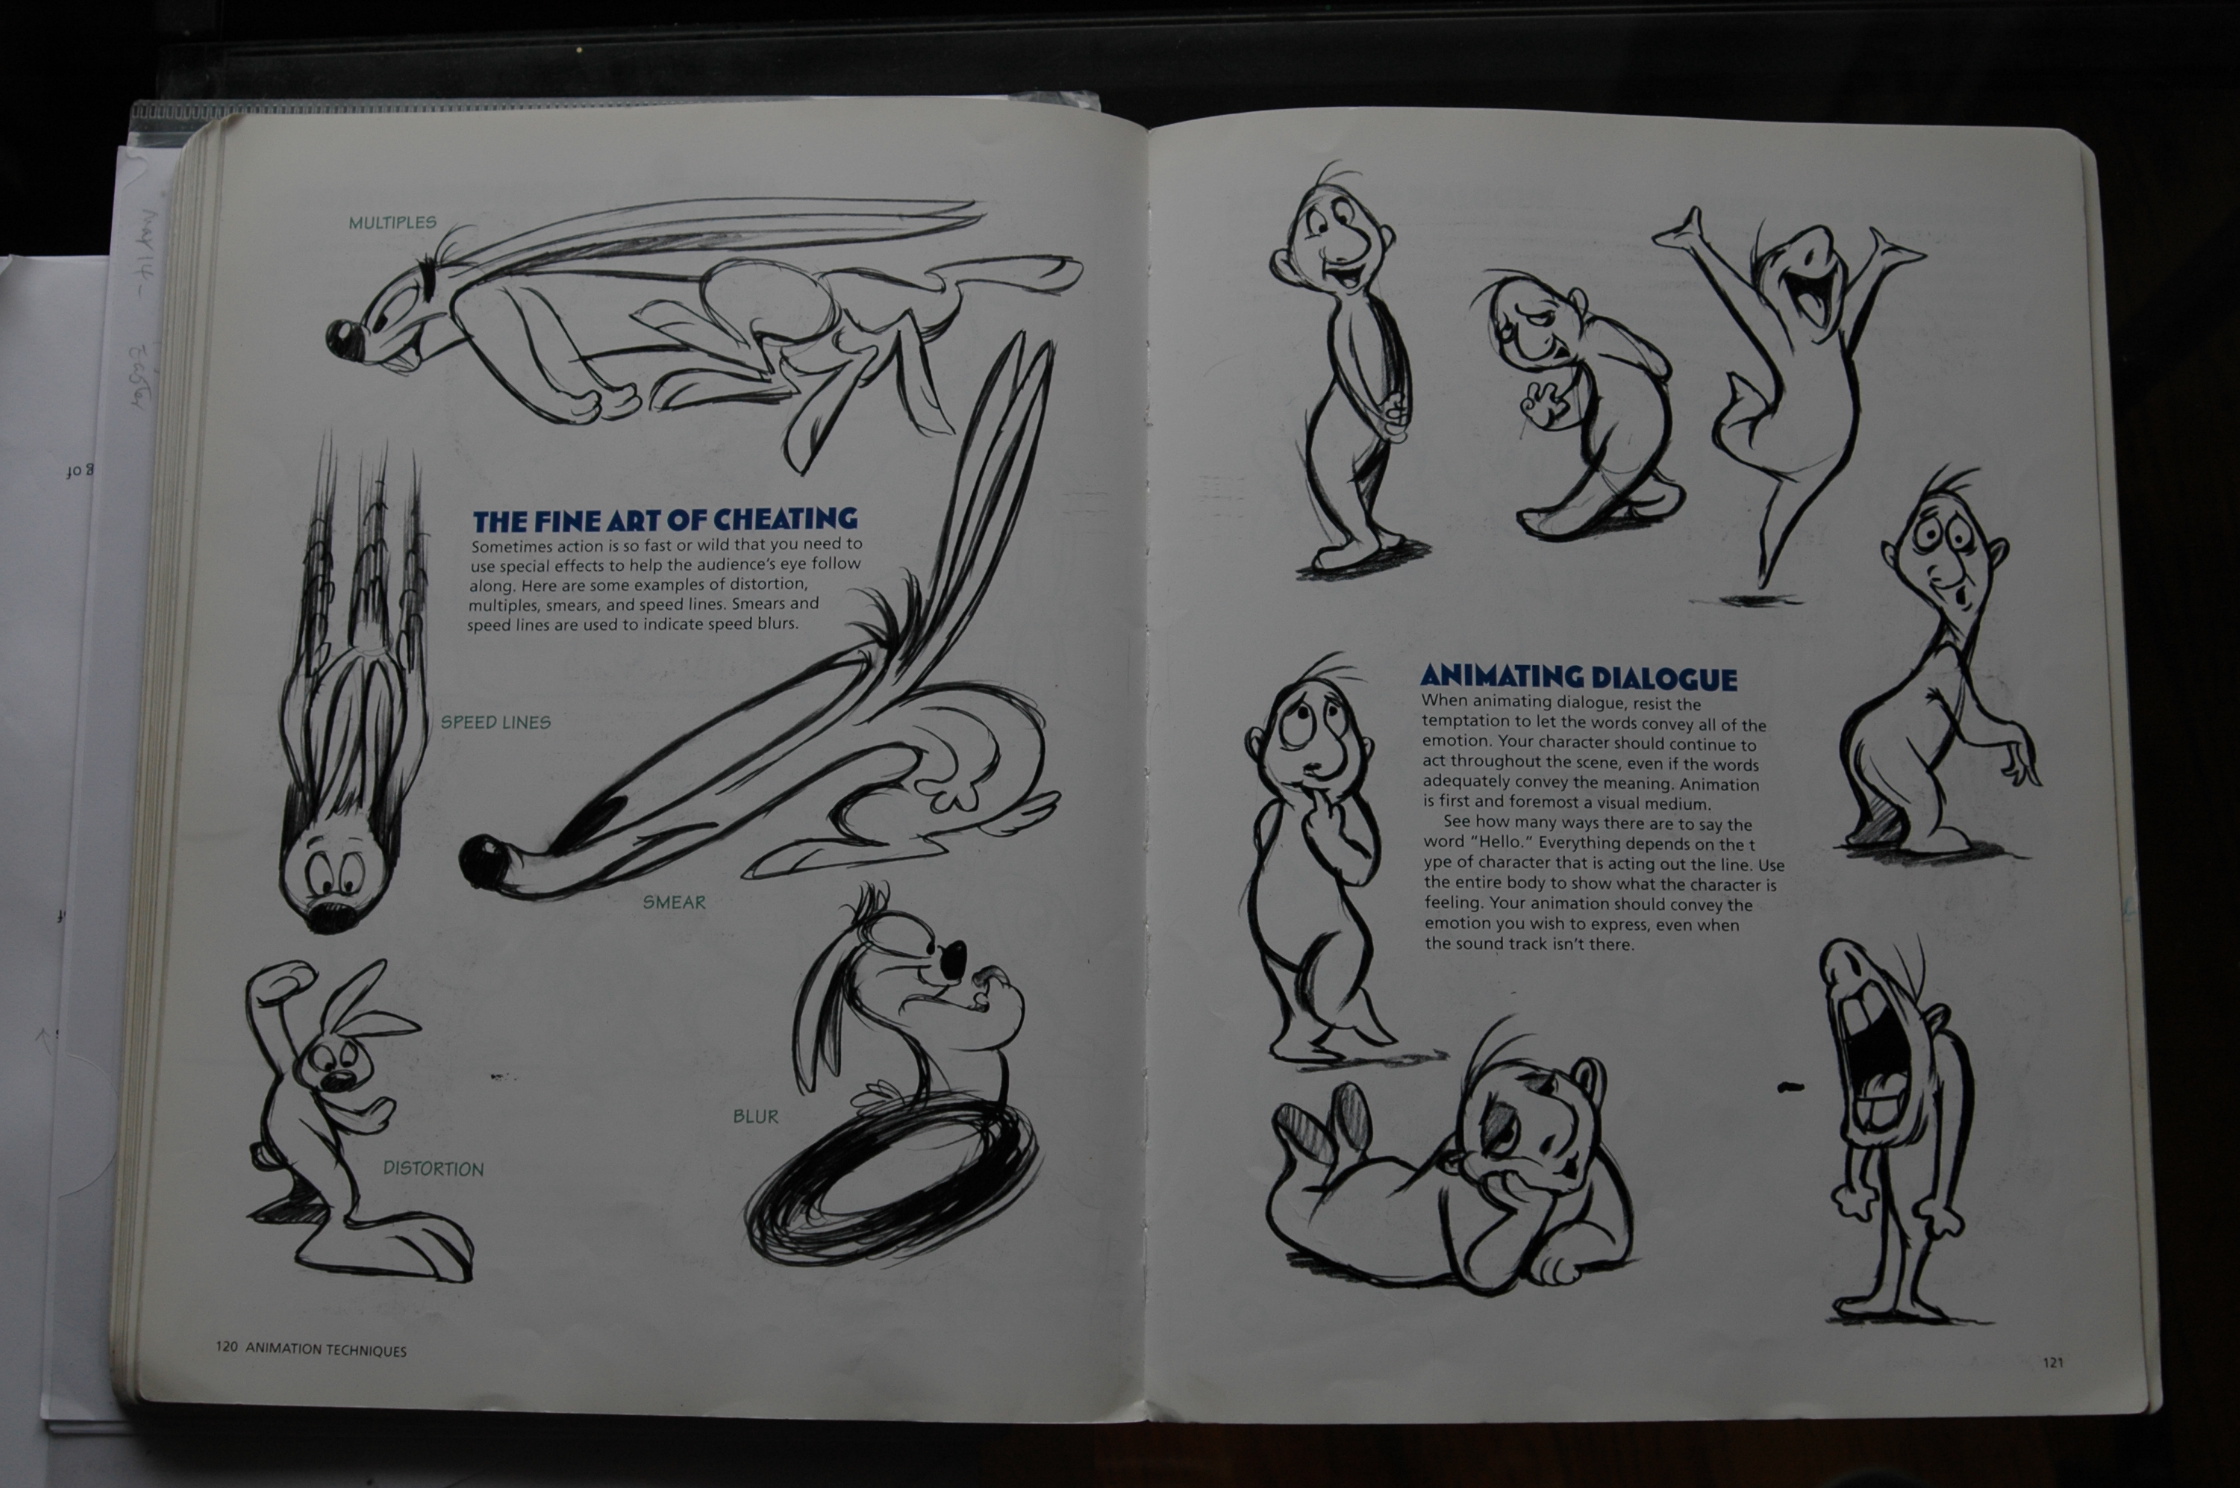 MULTIPLES
THE FINE ART OF CHEATING
Sometimes action is so fast or wild that you need to
use special effects to help the audience's eye follow
along. Here are some examples of distortion,
multiples, smears, and speed lines. Smears and
speed lines are used to indicate speed blurs.
SPEED LINES
SMEAR
BLUR
DISTORTION
120 ANIMATION TECHNIQUES
ANIMATING DIALOGUE
When animating dialogue, resist the
temptation to let the words convey all of the
emotion. Your character should continue to
act throughout the scene, even if the words
adequately convey the meaning. Animation
is first and foremost a visual medium.
See how many ways there are to say the
word “Hello.” Everything depends on the t
ype of character that is acting out the line. Use
the entire body to show what the character is
feeling. Your animation should convey the
emotion you wish to express, even when
the sound track isn't there.
121
May 14 -
Easter
g of